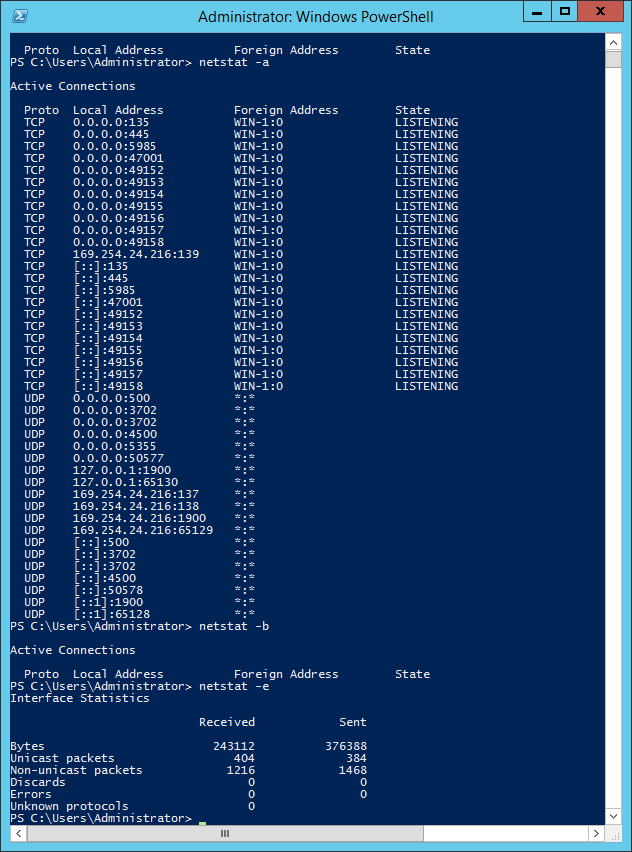 Administrator: Windows PowerShell
Proto  Local Address          Foreign Address        State
PS C:\Users\Administrator> netstat -a
Active Connections
Proto  Local Address          Foreign Address        State
TCP    0.0.0.0:135            WIN-1:0                LISTENING
TCP    0.0.0.0:445            WIN-1:0                LISTENING
TCP    0.0.0.0:5985           WIN-1:0                LISTENING
TCP    0.0.0.0:47001          WIN-1:0                LISTENING
TCP    0.0.0.0:49152          WIN-1:0                LISTENING
TCP    0.0.0.0:49153          WIN-1:0                LISTENING
TCP    0.0.0.0:49154          WIN-1:0                LISTENING
TCP    0.0.0.0:49155          WIN-1:0                LISTENING
TCP    0.0.0.0:49156          WIN-1:0                LISTENING
TCP    0.0.0.0:49157          WIN-1:0                LISTENING
TCP    0.0.0.0:49158          WIN-1:0                LISTENING
TCP    169.254.24.216:139     WIN-1:0                LISTENING
TCP    [::]:135               WIN-1:0                LISTENING
TCP    [::]:445               WIN-1:0                LISTENING
TCP    [::]:5985              WIN-1:0                LISTENING
TCP    [::]:47001             WIN-1:0                LISTENING
TCP    [::]:49152             WIN-1:0                LISTENING
TCP    [::]:49153             WIN-1:0                LISTENING
TCP    [::]:49154             WIN-1:0                LISTENING
TCP    [::]:49155             WIN-1:0                LISTENING
TCP    [::]:49156             WIN-1:0                LISTENING
TCP    [::]:49157             WIN-1:0                LISTENING
TCP    [::]:49158             WIN-1:0                LISTENING
UDP    0.0.0.0:500            *:*
UDP    0.0.0.0:3702           *:*
UDP    0.0.0.0:3702           *:*
UDP    0.0.0.0:4500           *:*
UDP    0.0.0.0:5355           *:*
UDP    0.0.0.0:50577          *:*
UDP    127.0.0.1:1900         *:*
UDP    127.0.0.1:65130        *:*
UDP    169.254.24.216:137     *:*
UDP    169.254.24.216:138     *:*
UDP    169.254.24.216:1900    *:*
UDP    169.254.24.216:65129   *:*
UDP    [::]:500               *:*
UDP    [::]:3702              *:*
UDP    [::]:3702              *:*
UDP    [::]:4500              *:*
UDP    [::]:50578             *:*
UDP    [::1]:1900             *:*
UDP    [::1]:65128            *:*
PS C:\Users\Administrator> netstat -b
Active Connections
Proto  Local Address          Foreign Address        State
PS C:\Users\Administrator> netstat -e
Interface Statistics
Received            Sent
Bytes                        243112          376388
Unicast packets                 404             384
Non-unicast packets            1216            1468
Discards                          0               0
Errors                            0               0
Unknown protocols                 0
PS C:\Users\Administrator>